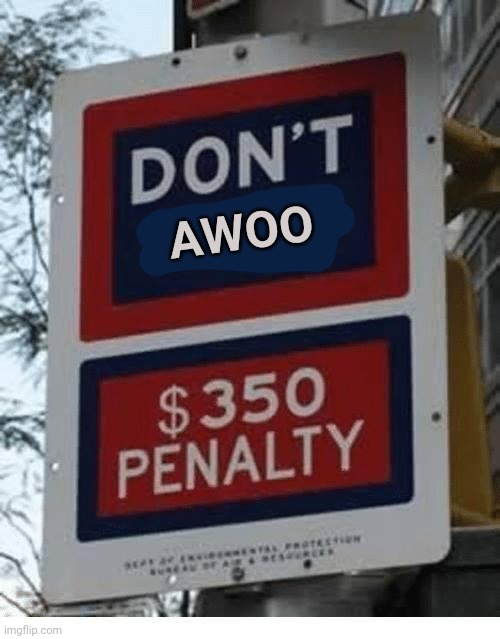 DON'T
AWOO
$350
PENALTY
DEPT OF ENVIRONMENTAL PROTECTION
BUREAU OF AIR & RESOURCES
imgflip.com